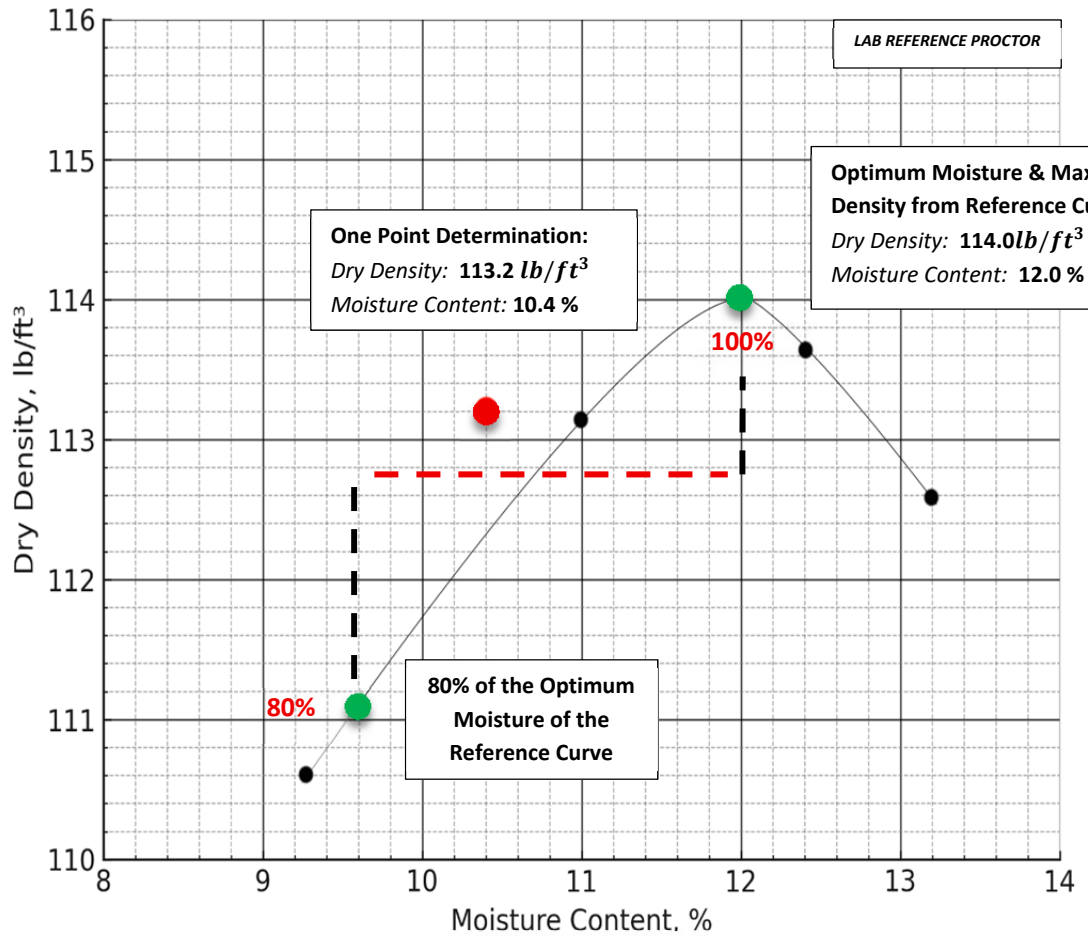 116
LAB REFERENCE PROCTOR
115
Optimum Moisture & Max
Density from Reference Cu
Dry Density: 114.0lb/ft³
Moisture Content: 12.0 %
One Point Determination:
Dry Density: 113.2 lb/ft³
Moisture Content: 10.4 %
114
100%
113
112
80% of the Optimum
Moisture of the
Reference Curve
80%
111
110
8 9 10 11 12 13 14
Moisture Content, %
Dry Density, lb/ft³